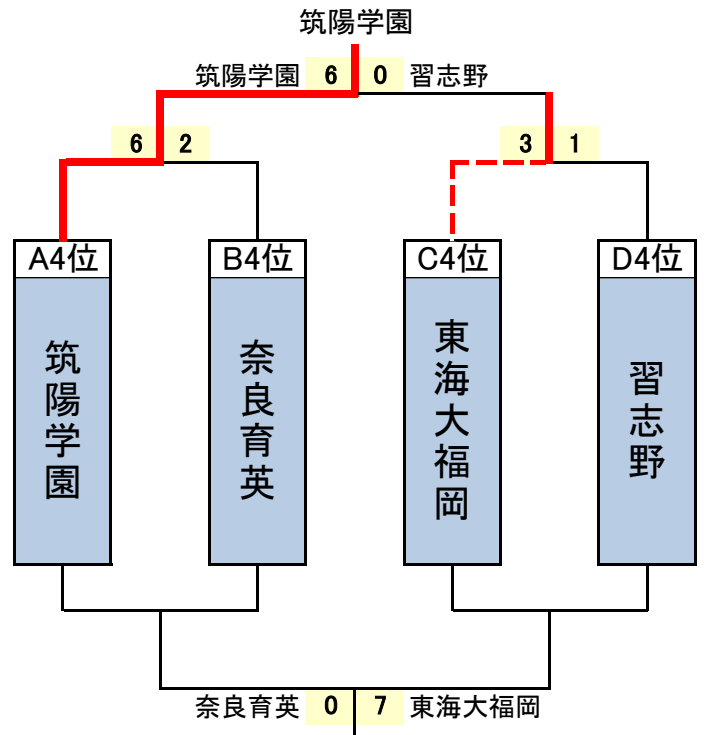 筑陽学園
筑陽学園 6 0 習志野
6 2
3 1
A4位
B4位
C4位
D4位
筑陽学園
奈良育英
東海大福岡
習志野
奈良育英 0 7 東海大福岡